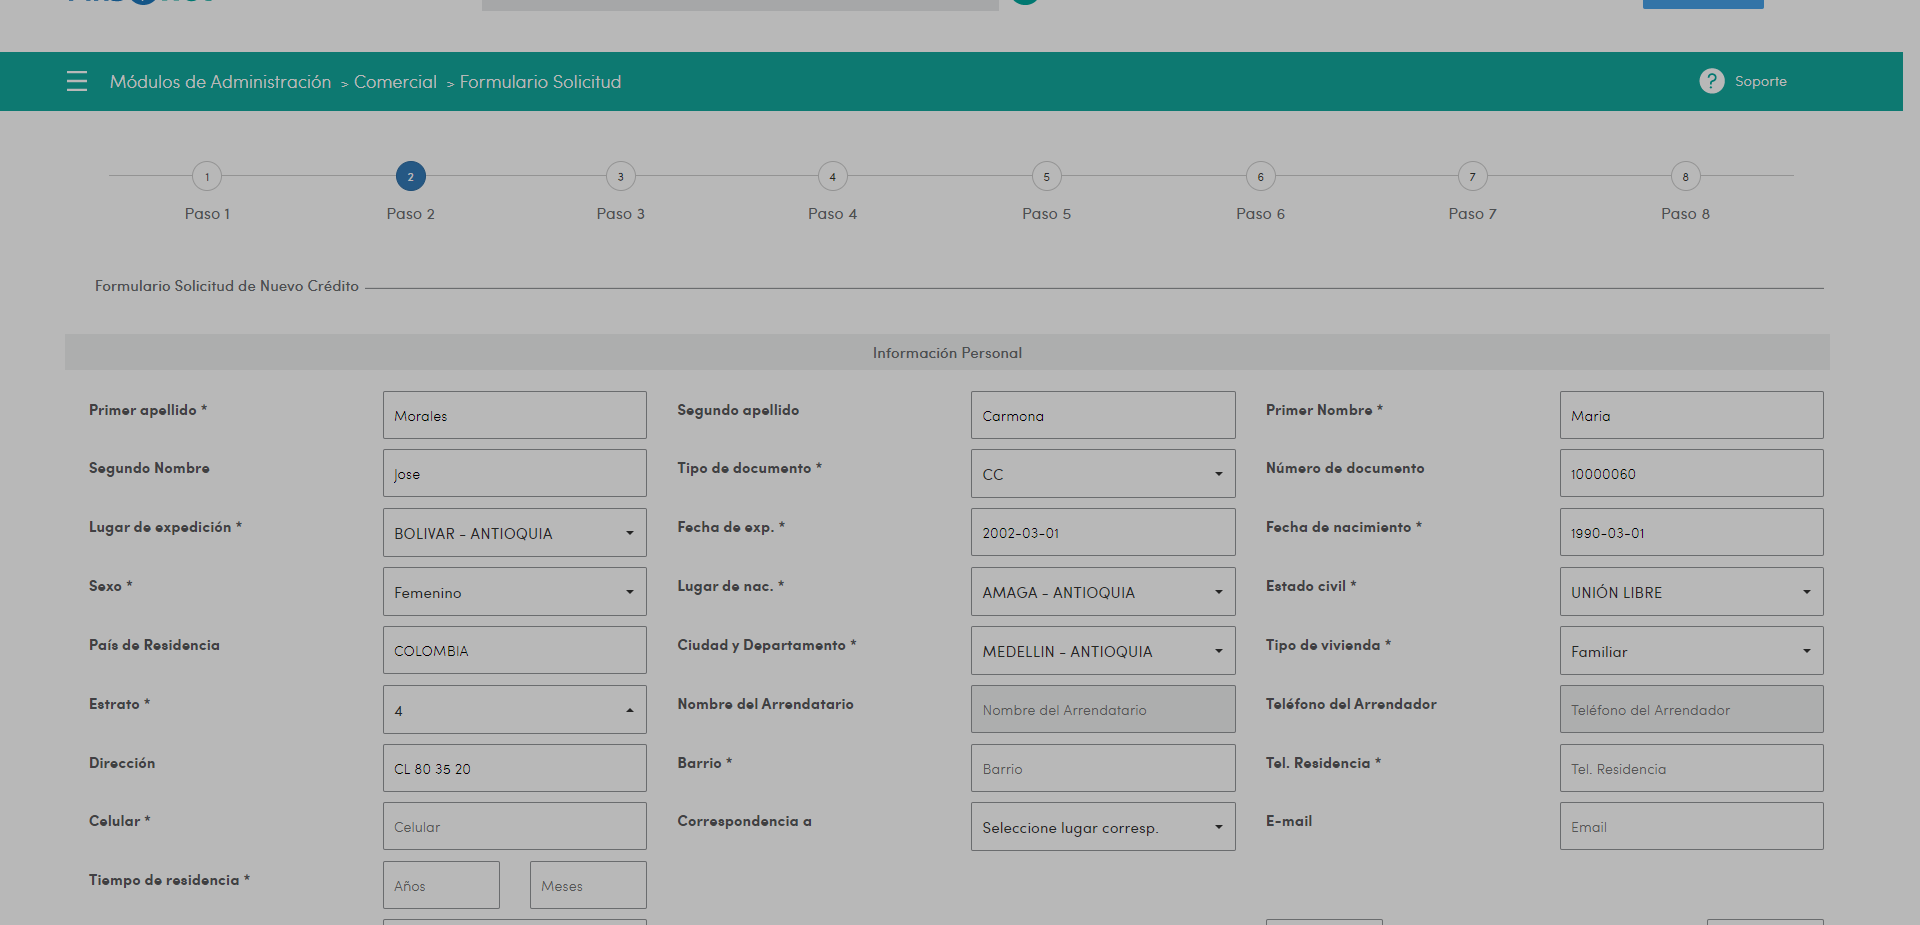 Módulos de Administración > Comercial > Formulario Solicitud
? Soporte
1 2 3 4 5 6 7 8
Paso 1 Paso 2 Paso 3 Paso 4 Paso 5 Paso 6 Paso 7 Paso 8
Formulario Solicitud de Nuevo Crédito
Información Personal
Primer apellido * Morales Segundo apellido Carmona Primer Nombre * Maria
Segundo Nombre Jose Tipo de documento * CC Número de documento 10000060
Lugar de expedición * BOLIVAR - ANTIOQUIA Fecha de exp. * 2002-03-01 Fecha de nacimiento * 1990-03-01
Sexo * Femenino Lugar de nac. * AMAGA - ANTIOQUIA Estado civil * UNIÓN LIBRE
País de Residencia COLOMBIA Ciudad y Departamento * MEDELLIN - ANTIOQUIA Tipo de vivienda * Familiar
Estrato * 4 Nombre del Arrendatario Nombre del Arrendatario Teléfono del Arrendador Teléfono del Arrendador
Dirección CL 80 35 20 Barrio * Barrio Tel. Residencia * Tel. Residencia
Celular * Celular Correspondencia a Seleccione lugar corresp. E-mail Email
Tiempo de residencia * Años Meses